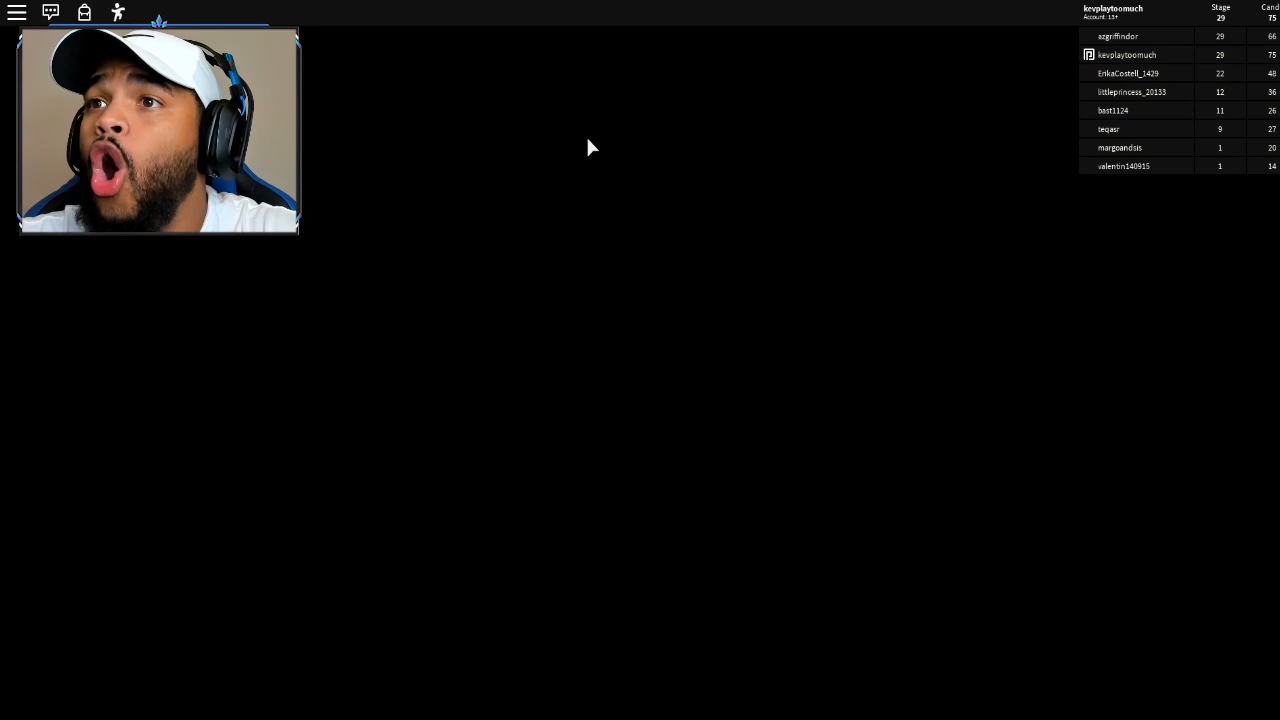 kevplaytoomuch Stage Cand
Account: 13+ 29 75
azgriffindor 29 66
kevplaytoomuch 29 75
ErikaCostell_1429 22 48
littleprincess_20133 12 36
bast1124 11 26
teqasr 9 27
margoandsis 1 20
valentin140915 1 14